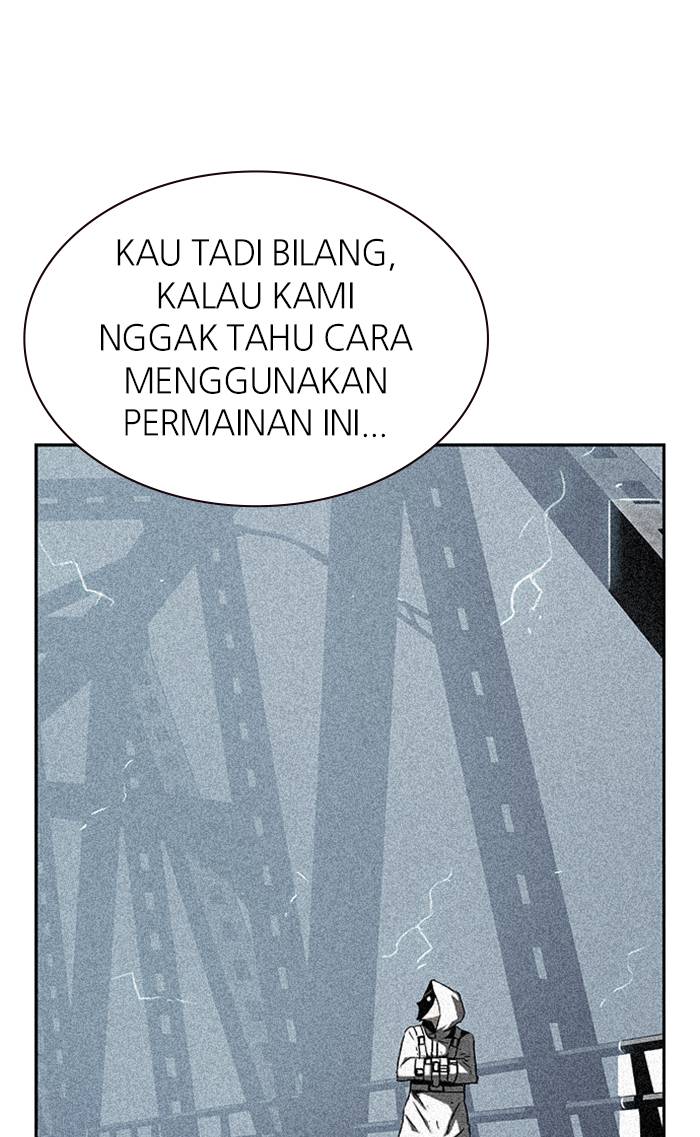 KAU TADI BILANG,
KALAU KAMI
NGGAK TAHU CARA
MENGGUNAKAN
PERMAINAN INI...